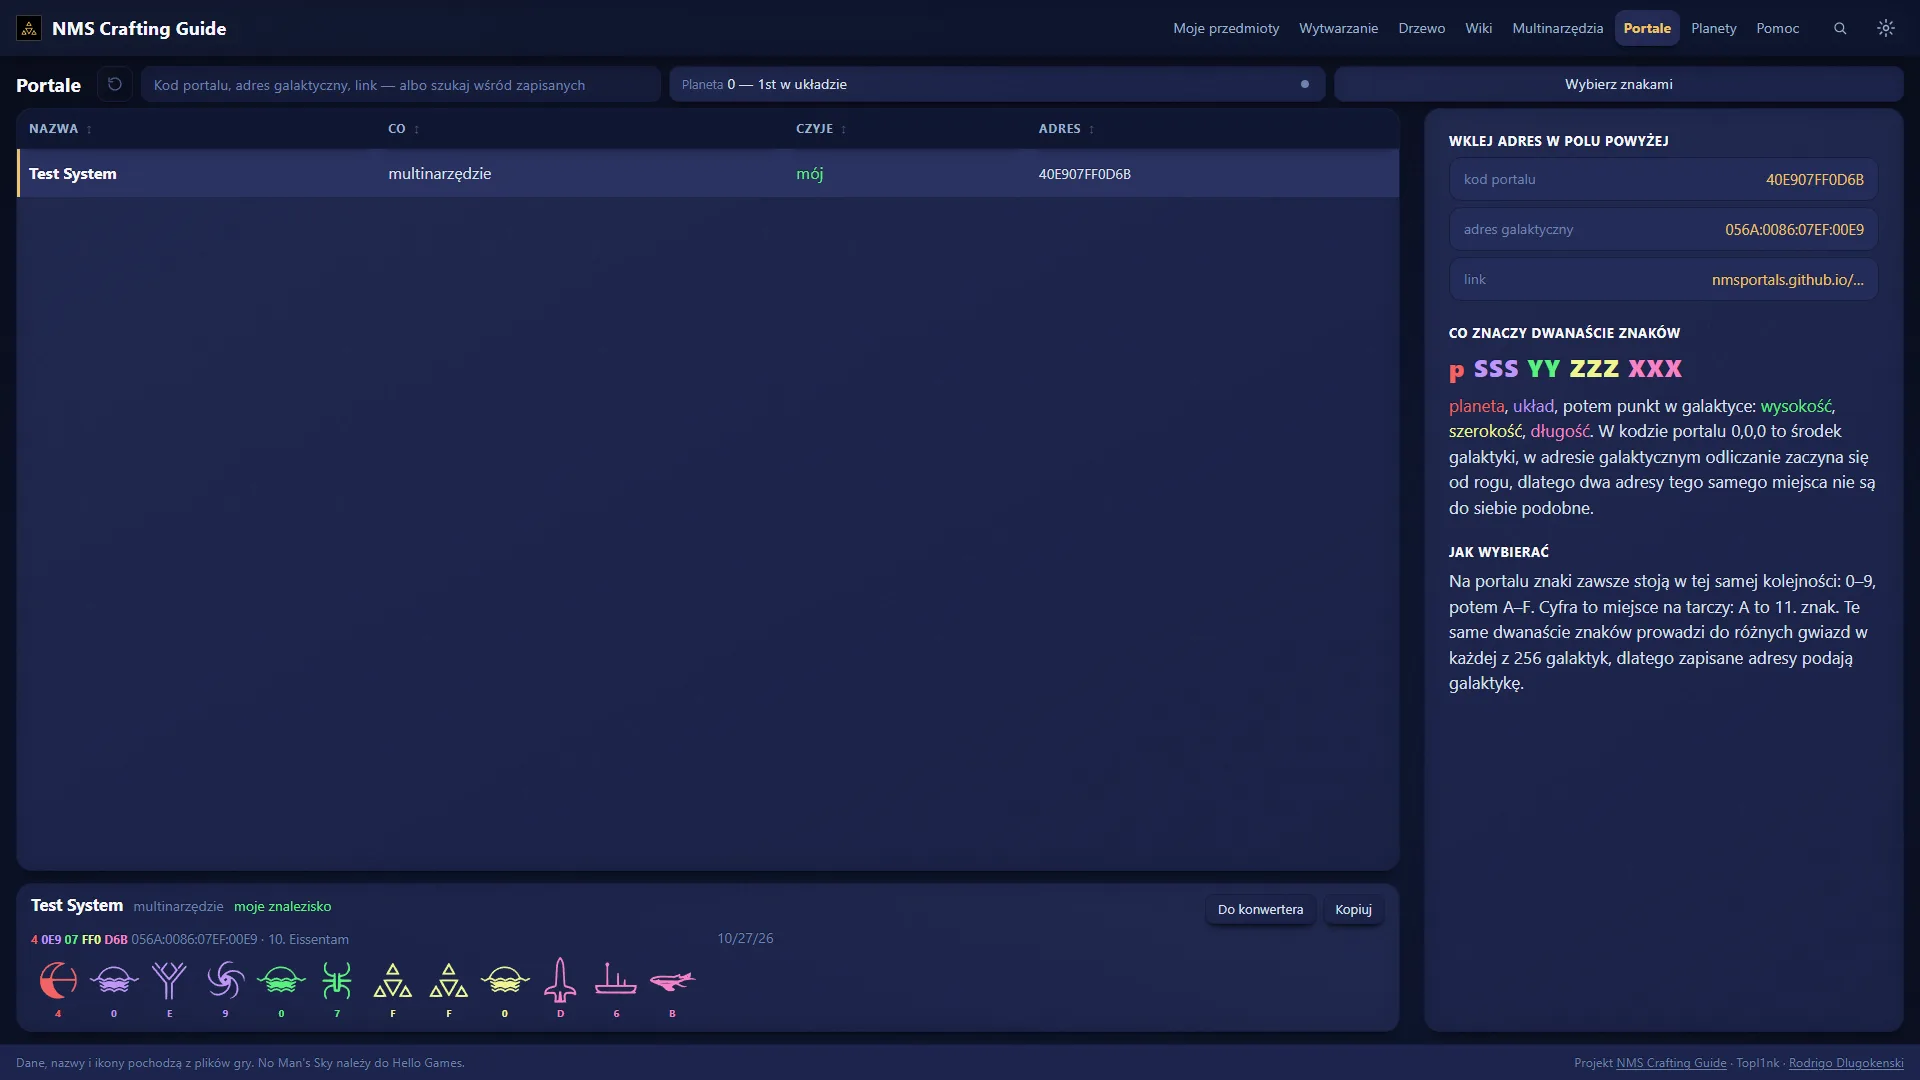 NMS Crafting Guide
Moje przedmioty
Wytwarzanie
Drzewo
Wiki
Multinarzędzia
Portale
Planety
Pomoc
Portale
Kod portalu, adres galaktyczny, link — albo szukaj wśród zapisanych
Planeta 0 — 1st w układzie
Wybierz znakami
NAZWA ↕ CO ↕ CZYJE ↕ ADRES ↕
Test System multinarzędzie mój 40E907FF0D6B
WKLEJ ADRES W POLU POWYŻEJ
kod portalu 40E907FF0D6B
adres galaktyczny 056A:0086:07EF:00E9
link nmsportals.github.io/...
CO ZNACZY DWANAŚCIE ZNAKÓW
p SSS YY ZZZ XXX
planeta, układ, potem punkt w galaktyce: wysokość,
szerokość, długość. W kodzie portalu 0,0,0 to środek
galaktyki, w adresie galaktycznym odliczanie zaczyna się
od rogu, dlatego dwa adresy tego samego miejsca nie są
do siebie podobne.
JAK WYBIERAĆ
Na portalu znaki zawsze stoją w tej samej kolejności: 0–9,
potem A–F. Cyfra to miejsce na tarczy: A to 11. znak. Te
same dwanaście znaków prowadzi do różnych gwiazd w
każdej z 256 galaktyk, dlatego zapisane adresy podają
galaktykę.
Test System multinarzędzie moje znalezisko
Do konwertera
Kopiuj
4 0E9 07 FF0 D6B 056A:0086:07EF:00E9 · 10. Eissentam
10/27/26
4 0 E 9 0 7 F F 0 D 6 B
Dane, nazwy i ikony pochodzą z plików gry. No Man's Sky należy do Hello Games.
Projekt NMS Crafting Guide · Topl1nk · Rodrigo Dlugokenski